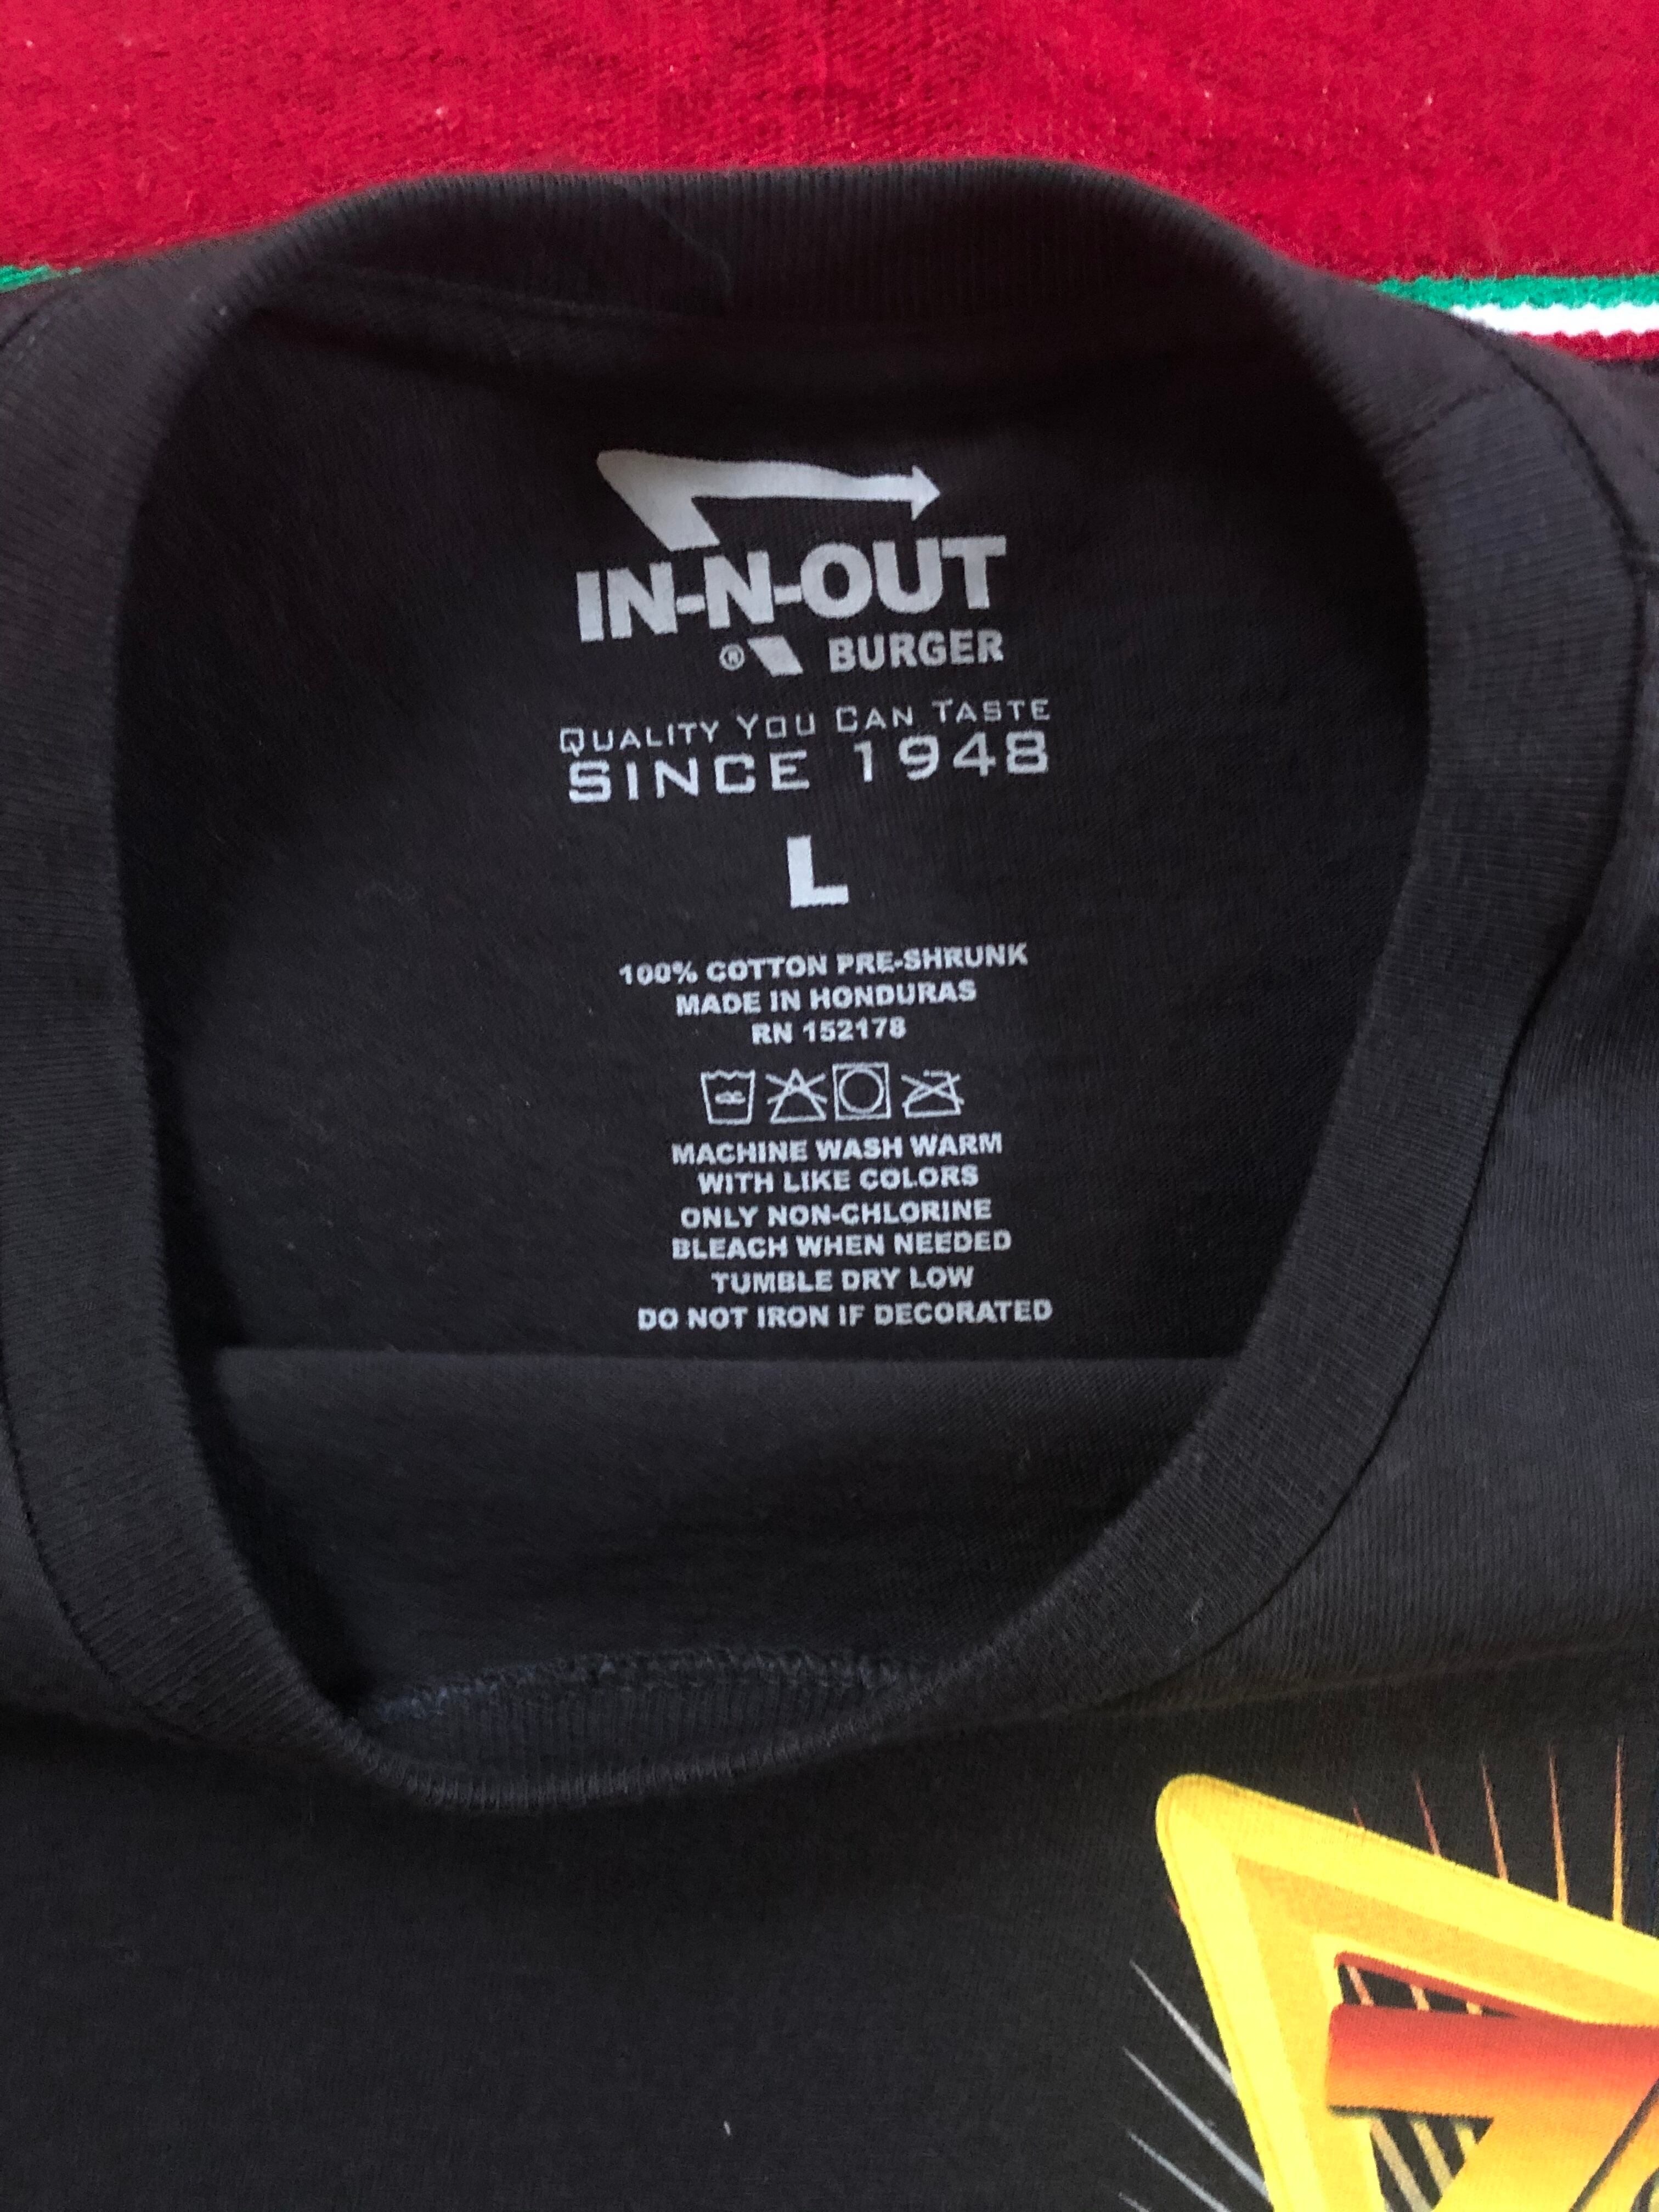 IN-N-OUT
® BURGER
QUALITY YOU CAN TASTE
SINCE 1948
L
100% COTTON PRE-SHRUNK
MADE IN HONDURAS
RN 152178
MACHINE WASH WARM
WITH LIKE COLORS
ONLY NON-CHLORINE
BLEACH WHEN NEEDED
TUMBLE DRY LOW
DO NOT IRON IF DECORATED